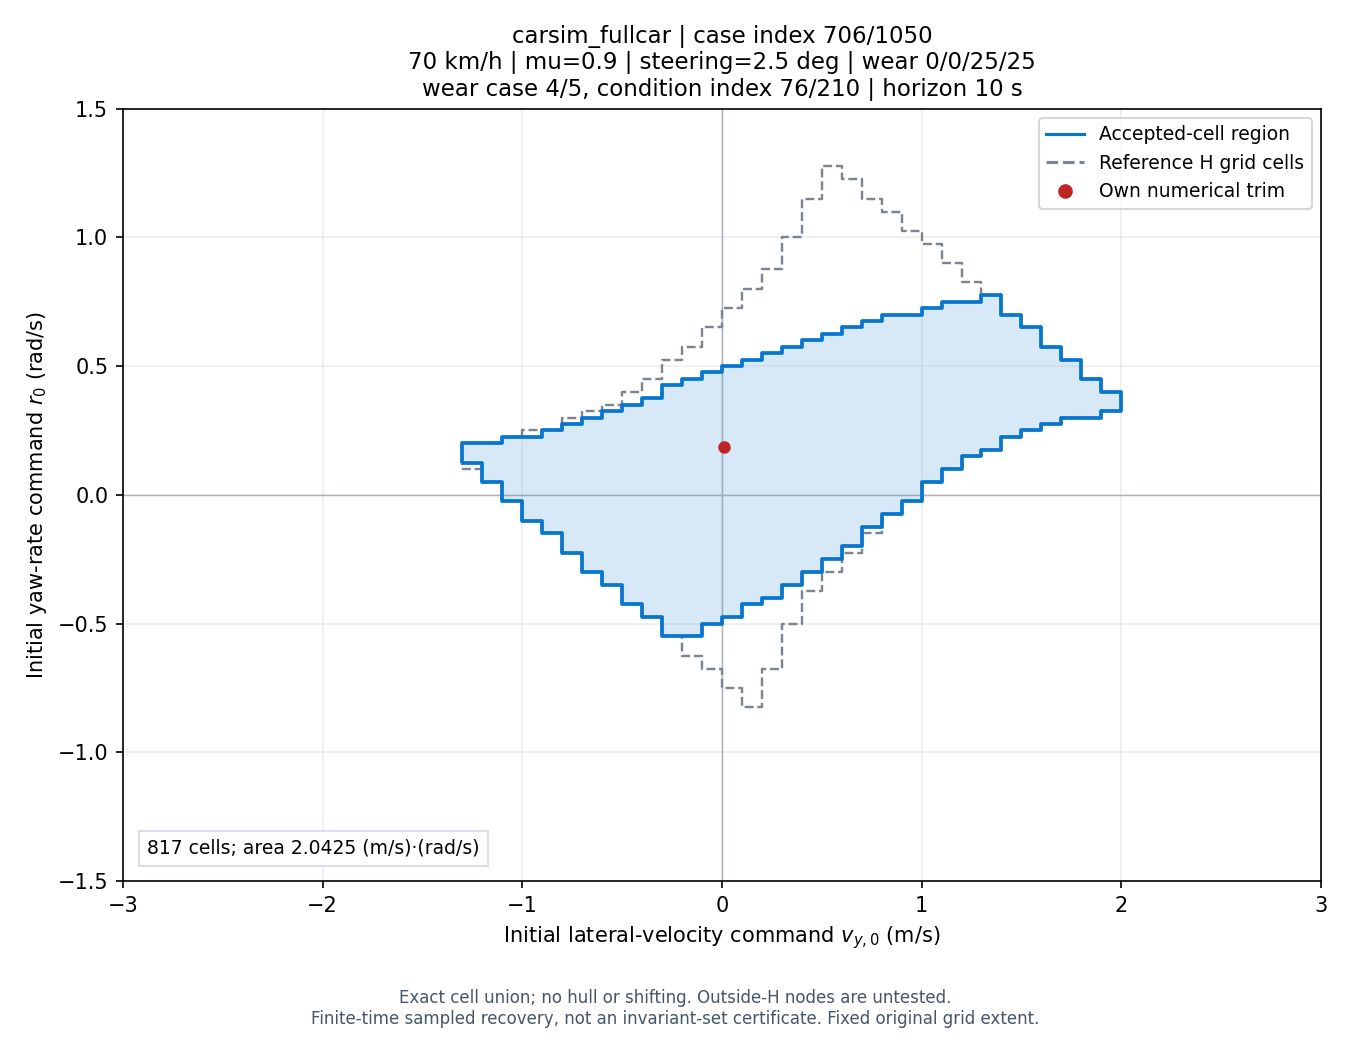 carsim_fullcar | case index 706/1050
70 km/h | mu=0.9 | steering=2.5 deg | wear 0/0/25/25
wear case 4/5, condition index 76/210 | horizon 10 s
Accepted-cell region
Reference H grid cells
Own numerical trim
1.5
1.0
0.5
0.0
−0.5
−1.0
−1.5
Initial yaw-rate command r₀ (rad/s)
817 cells; area 2.0425 (m/s)·(rad/s)
−3
−2
−1
0
1
2
3
Initial lateral-velocity command v_{y,0} (m/s)
Exact cell union; no hull or shifting. Outside-H nodes are untested.
Finite-time sampled recovery, not an invariant-set certificate. Fixed original grid extent.